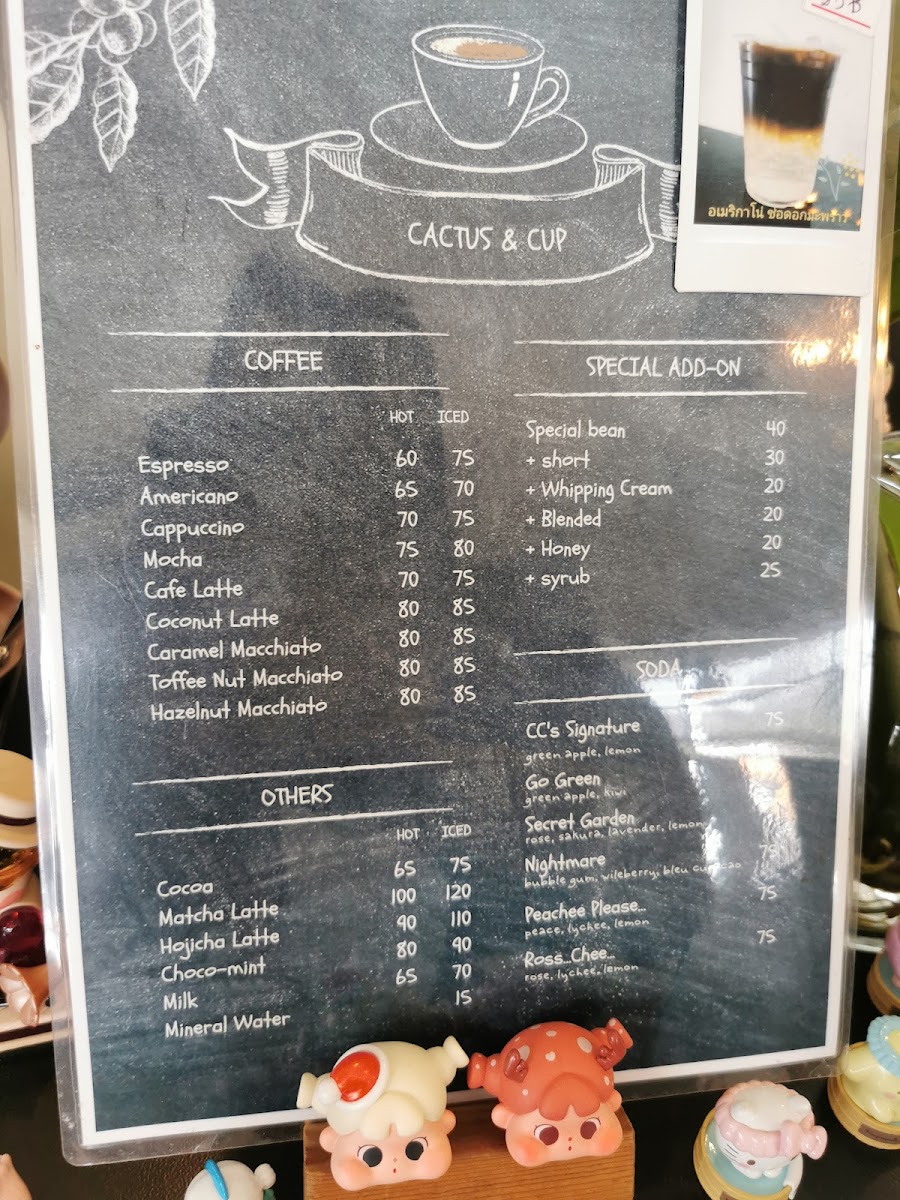 อเมริกาโน่ ช่อดอกมะพร้าว
CACTUS & CUP
COFFEE
HOT ICED
Espresso 60 75
Americano 65 70
Cappuccino 70 75
Mocha 75 80
Cafe Latte 70 75
Coconut Latte 80 85
Caramel Macchiato 80 85
Toffee Nut Macchiato 80 85
Hazelnut Macchiato 80 85
OTHERS
HOT ICED
Cocoa 65 75
Matcha Latte 100 120
Hojicha Latte 90 110
Choco-mint 80 90
Milk 65 70
Mineral Water 15
SPECIAL ADD-ON
Special bean 40
+ short 30
+ Whipping Cream 20
+ Blended 20
+ Honey 20
+ syrub 25
SODA
CC's Signature 75
green apple, lemon
Go Green
green apple, kiwi
Secret Garden
rose, sakura, lavender, lemon
Nightmare 75
bubble gum, wileberry, bleu curacao
Peachee Please... 75
peace, lychee, lemon
Ross...Chee... 75
rose, lychee, lemon